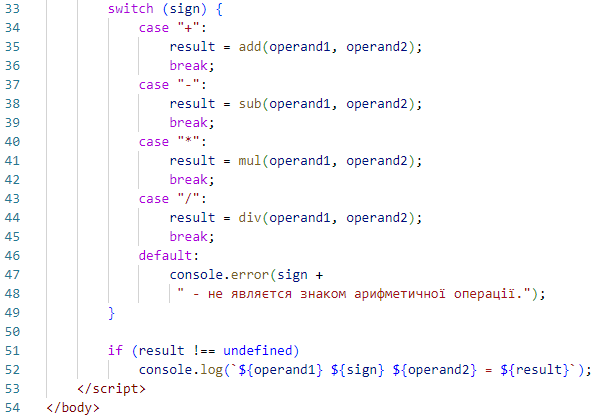 33 switch (sign) {
34 case "+":
35 result = add(operand1, operand2);
36 break;
37 case "-":
38 result = sub(operand1, operand2);
39 break;
40 case "*":
41 result = mul(operand1, operand2);
42 break;
43 case "/":
44 result = div(operand1, operand2);
45 break;
46 default:
47 console.error(sign +
48 " - не являєтся знаком арифметичної операції.");
49 }
50
51 if (result !== undefined)
52 console.log(`${operand1} ${sign} ${operand2} = ${result}`);
53 </script>
54 </body>